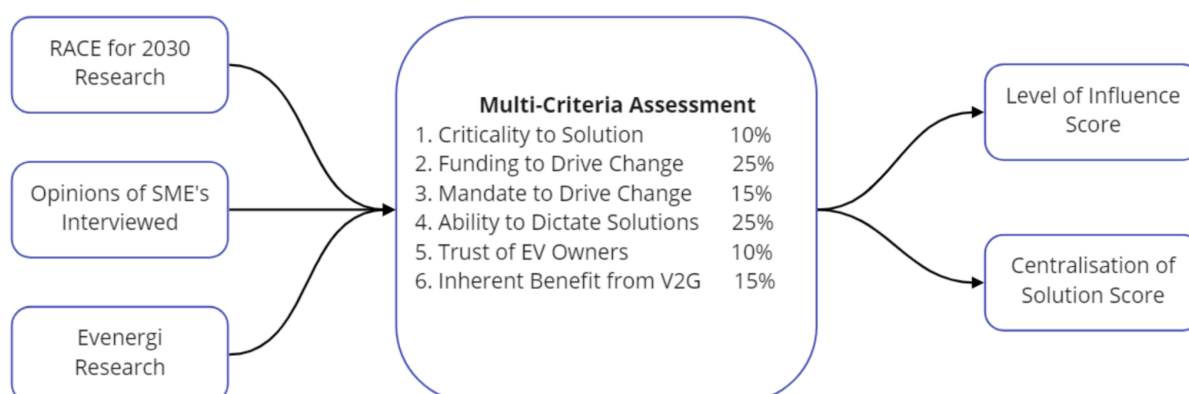 RACE for 2030
Research
Opinions of SME's
Interviewed
Evenergi
Research
Multi-Criteria Assessment
1. Criticality to Solution 10%
2. Funding to Drive Change 25%
3. Mandate to Drive Change 15%
4. Ability to Dictate Solutions 25%
5. Trust of EV Owners 10%
6. Inherent Benefit from V2G 15%
Level of Influence
Score
Centralisation of
Solution Score